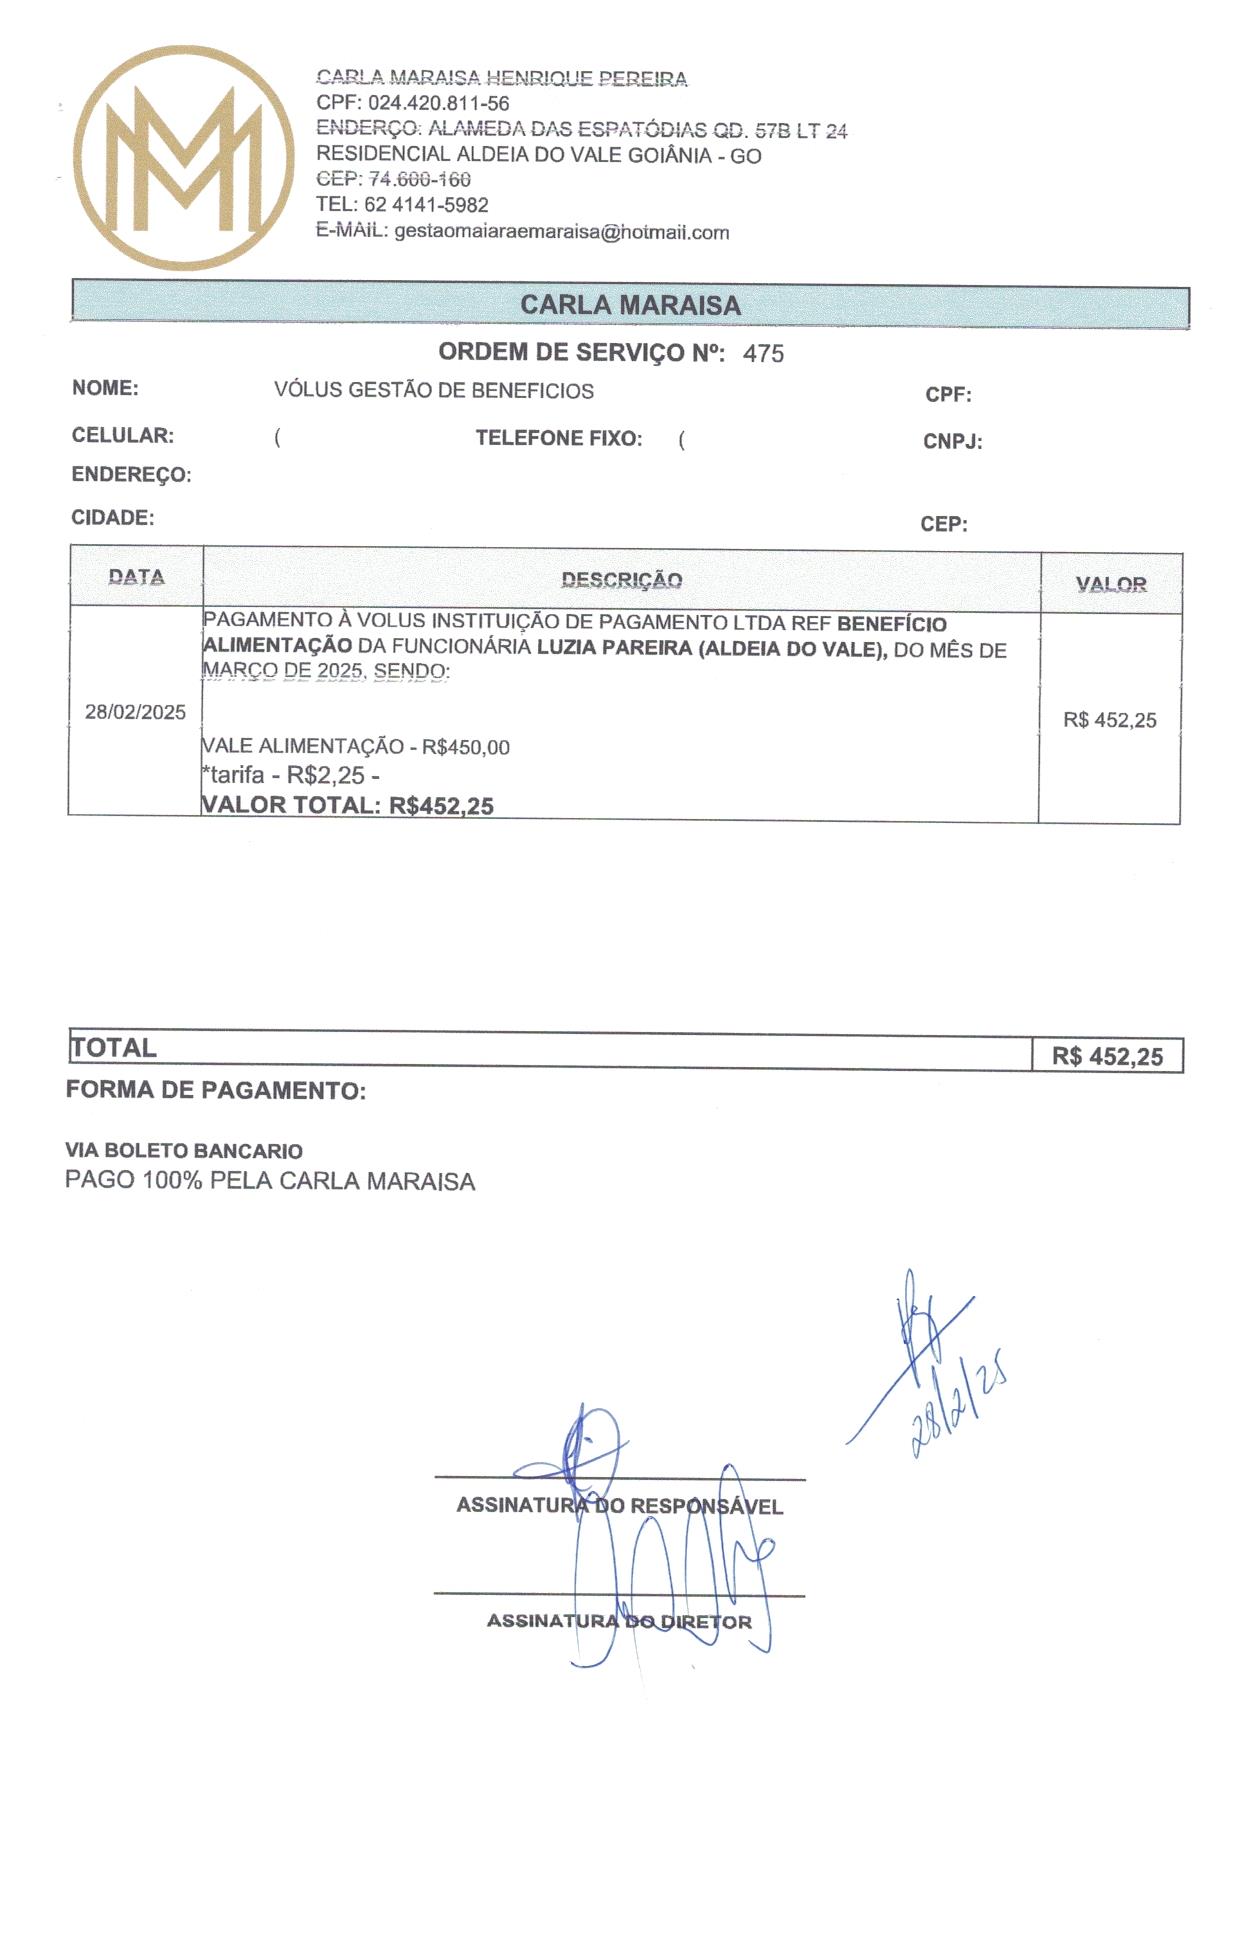 CARLA MARAISA HENRIQUE PEREIRA
CPF: 024.420.811-56
ENDERÇO: ALAMEDA DAS ESPATÓDIAS QD. 57B LT 24
RESIDENCIAL ALDEIA DO VALE GOIÂNIA - GO
CEP: 74.680-160
TEL: 62 4141-5982
E-MAIL: gestaomaiaraemaraisa@hotmail.com
CARLA MARAISA
ORDEM DE SERVIÇO Nº: 475
NOME: VÓLUS GESTÃO DE BENEFICIOS CPF:
CELULAR: ( TELEFONE FIXO: ( CNPJ:
ENDEREÇO:
CIDADE: CEP:
DATA DESCRIÇÃO VALOR
PAGAMENTO À VOLUS INSTITUIÇÃO DE PAGAMENTO LTDA REF BENEFÍCIO
ALIMENTAÇÃO DA FUNCIONÁRIA LUZIA PAREIRA (ALDEIA DO VALE), DO MÊS DE
MARÇO DE 2025, SENDO:
28/02/2025 R$ 452,25
VALE ALIMENTAÇÃO - R$450,00
*tarifa - R$2,25 -
VALOR TOTAL: R$452,25
TOTAL R$ 452,25
FORMA DE PAGAMENTO:
VIA BOLETO BANCARIO
PAGO 100% PELA CARLA MARAISA
28/2/25
ASSINATURA DO RESPONSÁVEL
ASSINATURA DO DIRETOR